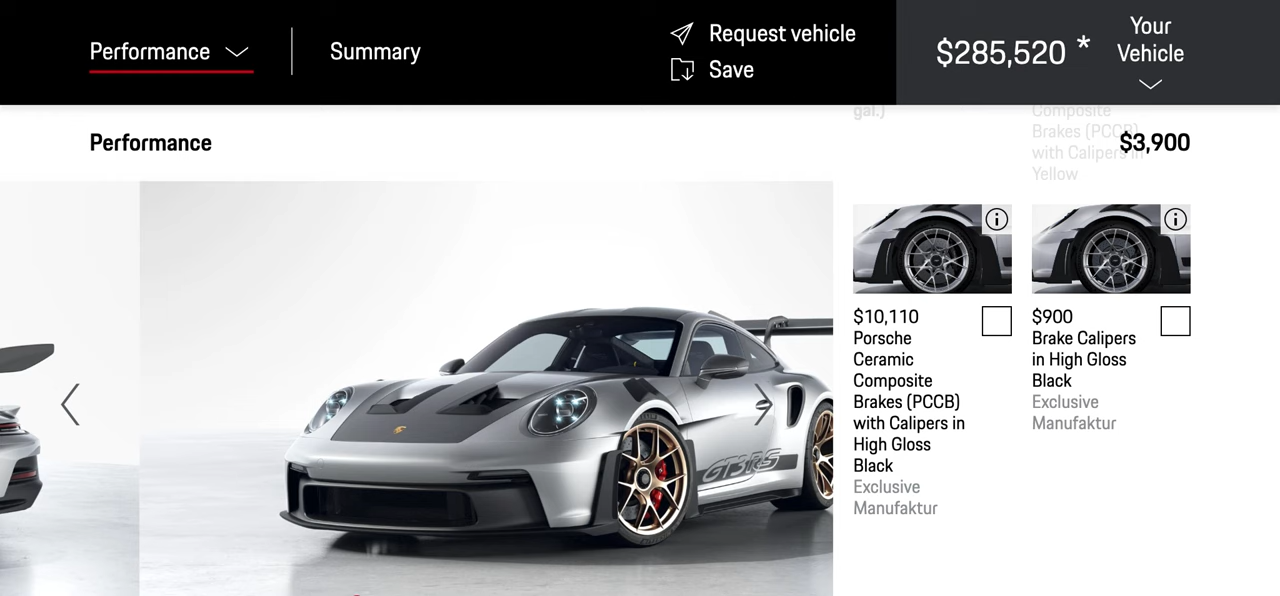 Performance
Summary
Request vehicle
Save
$285,520 *
Your
Vehicle
gal.)
Composite
Brakes (PCCB)
with Calipers in
Yellow
Performance
$3,900
GT3RS
$10,110
Porsche
Ceramic
Composite
Brakes (PCCB)
with Calipers in
High Gloss
Black
Exclusive
Manufaktur
$900
Brake Calipers
in High Gloss
Black
Exclusive
Manufaktur